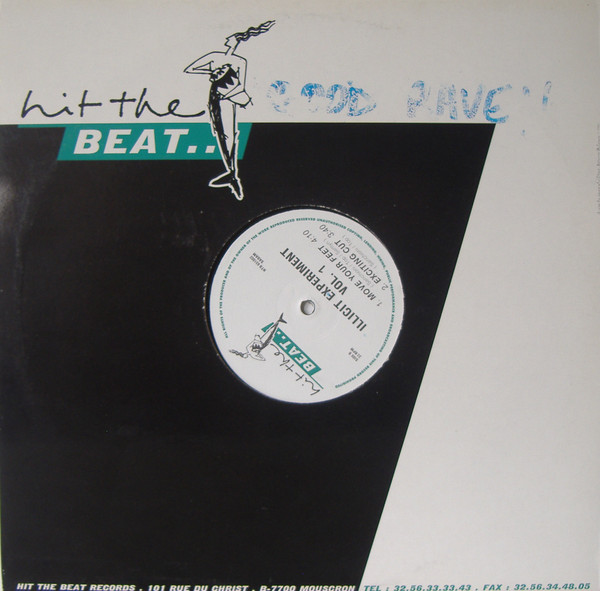 hit the
BEAT...
GOOD RAVE!!
ILLICIT EXPERIMENT
VOL. 1
1. MOVE YOUR FEET 4:10
2. EXCITING CUT 3:40
hit the
BEAT...
HIT THE BEAT RECORDS . 101 RUE DU CHRIST . B-7700 MOUSCRON TEL : 32.56.33.33.43 . FAX : 32.56.34.48.05